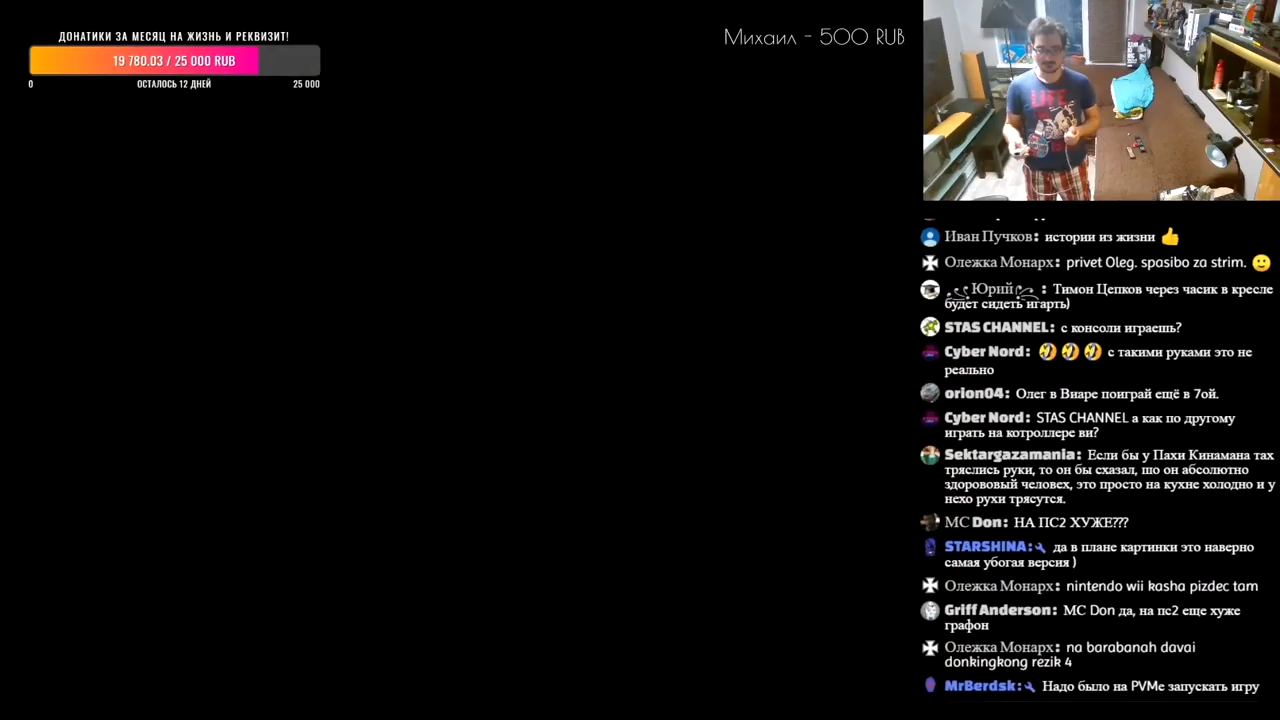 ДОНАТИКИ ЗА МЕСЯЦ НА ЖИЗНЬ И РЕКВИЗИТ!
19 780.03 / 25 000 RUB
0 ОСТАЛОСЬ 12 ДНЕЙ 25 000
Михаил - 500 RUB
LIFE
Иван Пучков: истории из жизни 👍
Олежка Монарх: privet Oleg. spasibo za strim. 🙂
Юрий : Тимон Цепков через часик в кресле
будет сидеть игарть)
STAS CHANNEL: с консоли играешь?
Cyber Nord: 🤣 🤣 🤣 с такими руками это не
реально
orion04: Олег в Виаре поиграй ещё в 7ой.
Cyber Nord: STAS CHANNEL а как по другому
играть на котроллере ви?
Sektargazamania: Если бы у Пахи Кинамана тах
тряслись руки, то он бы схазал, шо он абсолютно
здорововый человех, это просто на кухне холодно и у
нехо рухи трясутся.
MC Don: НА ПС2 ХУЖЕ???
STARSHINA: да в плане картинки это наверно
самая убогая версия )
Олежка Монарх: nintendo wii kasha pizdec tam
Griff Anderson: MC Don да, на пс2 еще хуже
графон
Олежка Монарх: na barabanah davai
donkingkong rezik 4
MrBerdsk: Надо было на PVMe запускать игру